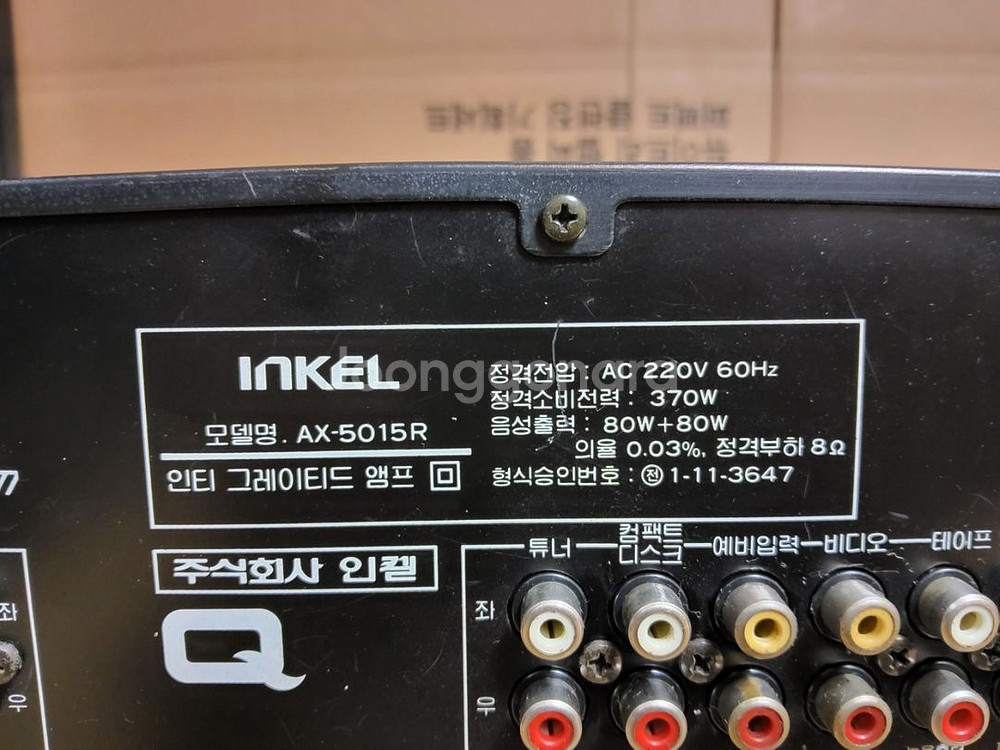 INKEL
모델명. AX-5015R
인티 그레이티드 앰프
정격전압 : AC 220V 60Hz
정격소비전력 : 370W
음성출력 : 80W+80W
의율 0.03%, 정격부하 8Ω
형식승인번호 : 전 1-11-3647
joonggonara
주식회사 인켈
Q
튜너
컴팩트
디스크
예비입력
비디오
테이프
좌
우
좌
우